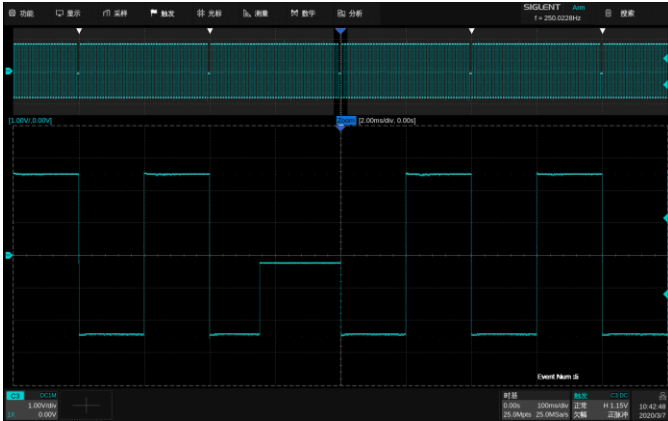 功能 显示 采样 触发 光标 测量 数学 分析 SIGLENT Arm 搜索
f = 250.0228Hz
[1.00V/,0.00V] Zoom [2.00ms/div, 0.00s]
Event Num :5
C3 DC1M 时基 触发 C3 DC
1.00V/div 0.00s 100ms/div 正常 H 1.15V 10:42:48
1X 0.00V 25.0Mpts 25.0MSa/s 欠幅 正脉冲 2020/3/7